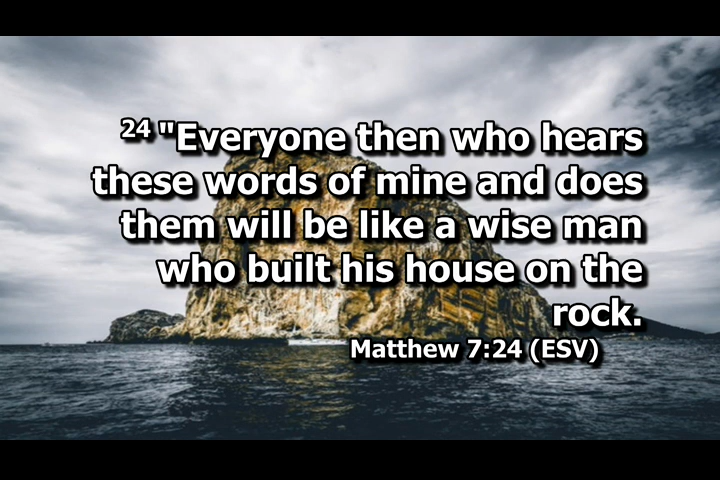 24 "Everyone then who hears
these words of mine and does
them will be like a wise man
who built his house on the
rock.
Matthew 7:24 (ESV)